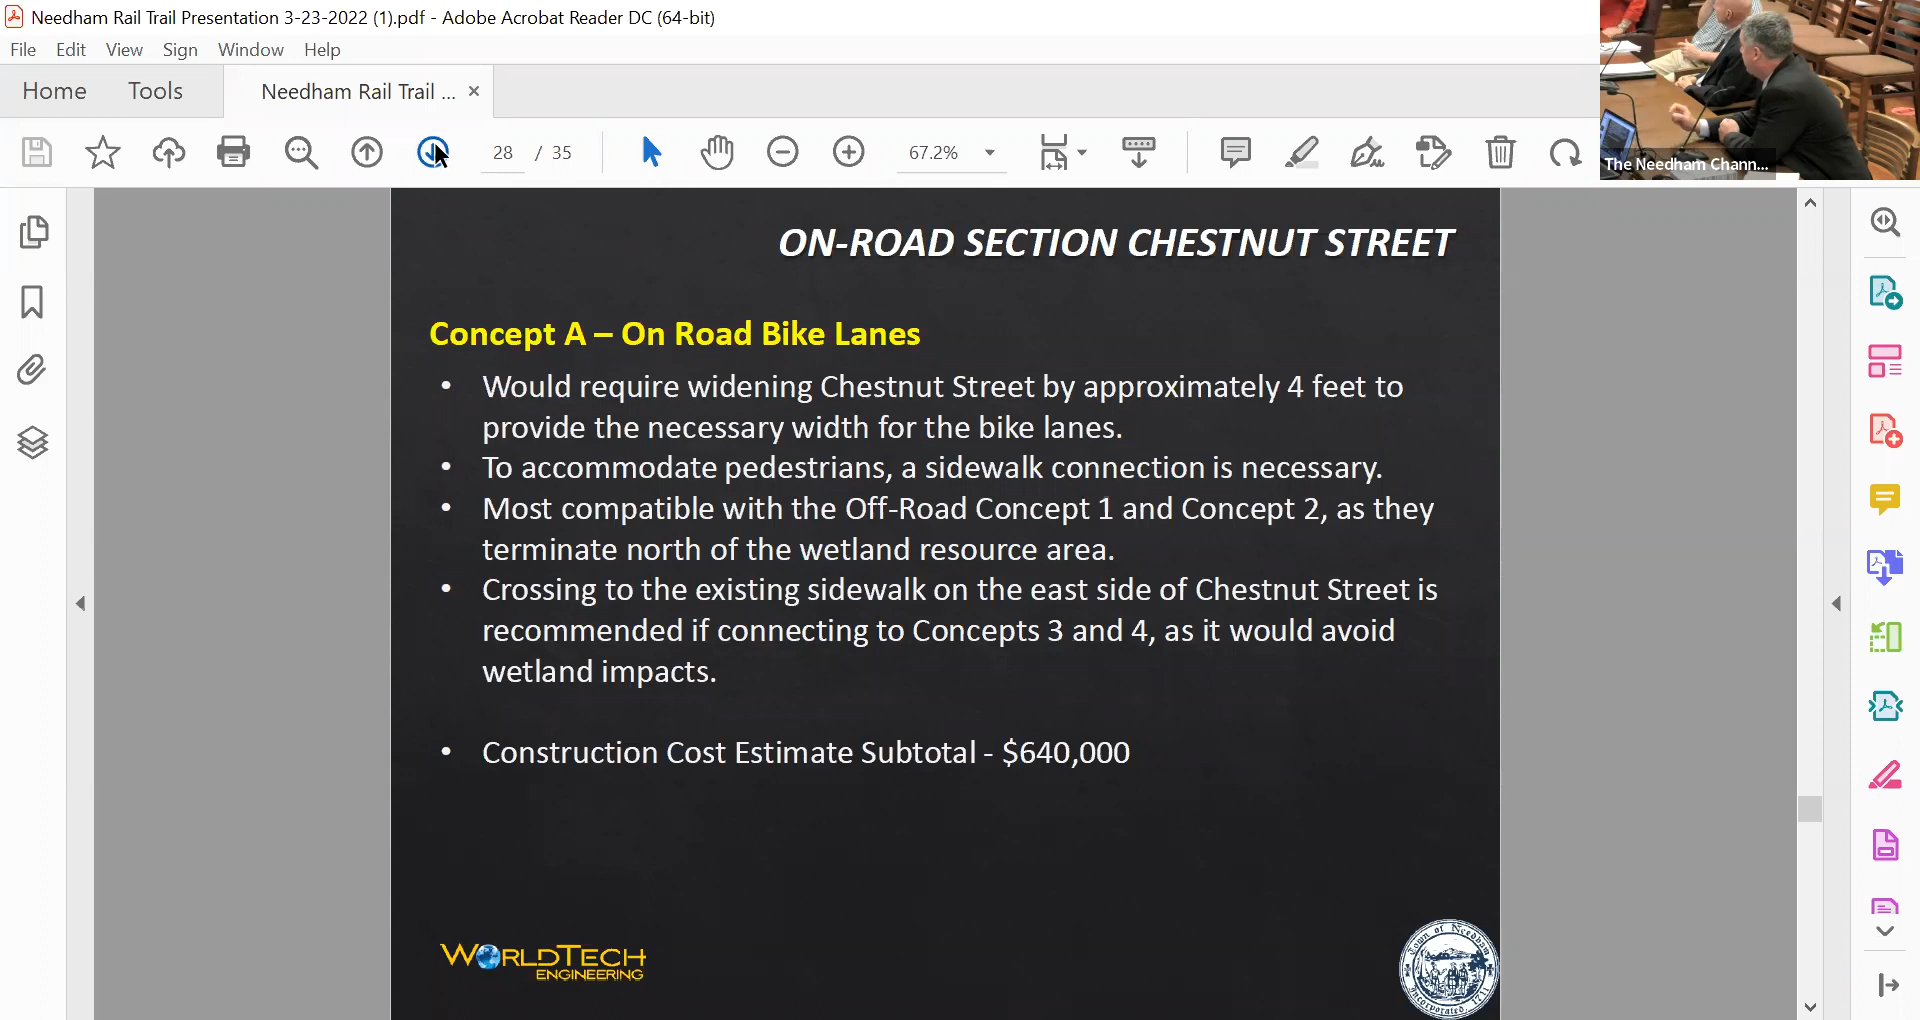 Needham Rail Trail Presentation 3-23-2022 (1).pdf - Adobe Acrobat Reader DC (64-bit)
File Edit View Sign Window Help
Home Tools Needham Rail Trail ... ×
28 / 35 67.2%
The Needham Chann...
ON-ROAD SECTION CHESTNUT STREET
Concept A – On Road Bike Lanes
• Would require widening Chestnut Street by approximately 4 feet to
provide the necessary width for the bike lanes.
• To accommodate pedestrians, a sidewalk connection is necessary.
• Most compatible with the Off-Road Concept 1 and Concept 2, as they
terminate north of the wetland resource area.
• Crossing to the existing sidewalk on the east side of Chestnut Street is
recommended if connecting to Concepts 3 and 4, as it would avoid
wetland impacts.
• Construction Cost Estimate Subtotal - $640,000
WORLDTECH
ENGINEERING
Town of Needham
Incorporated, 1711